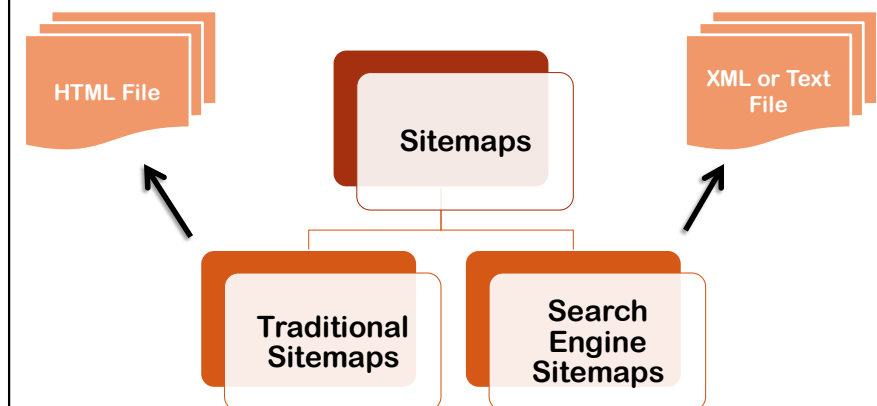 HTML File
XML or Text
File
Sitemaps
Traditional
Sitemaps
Search
Engine
Sitemaps